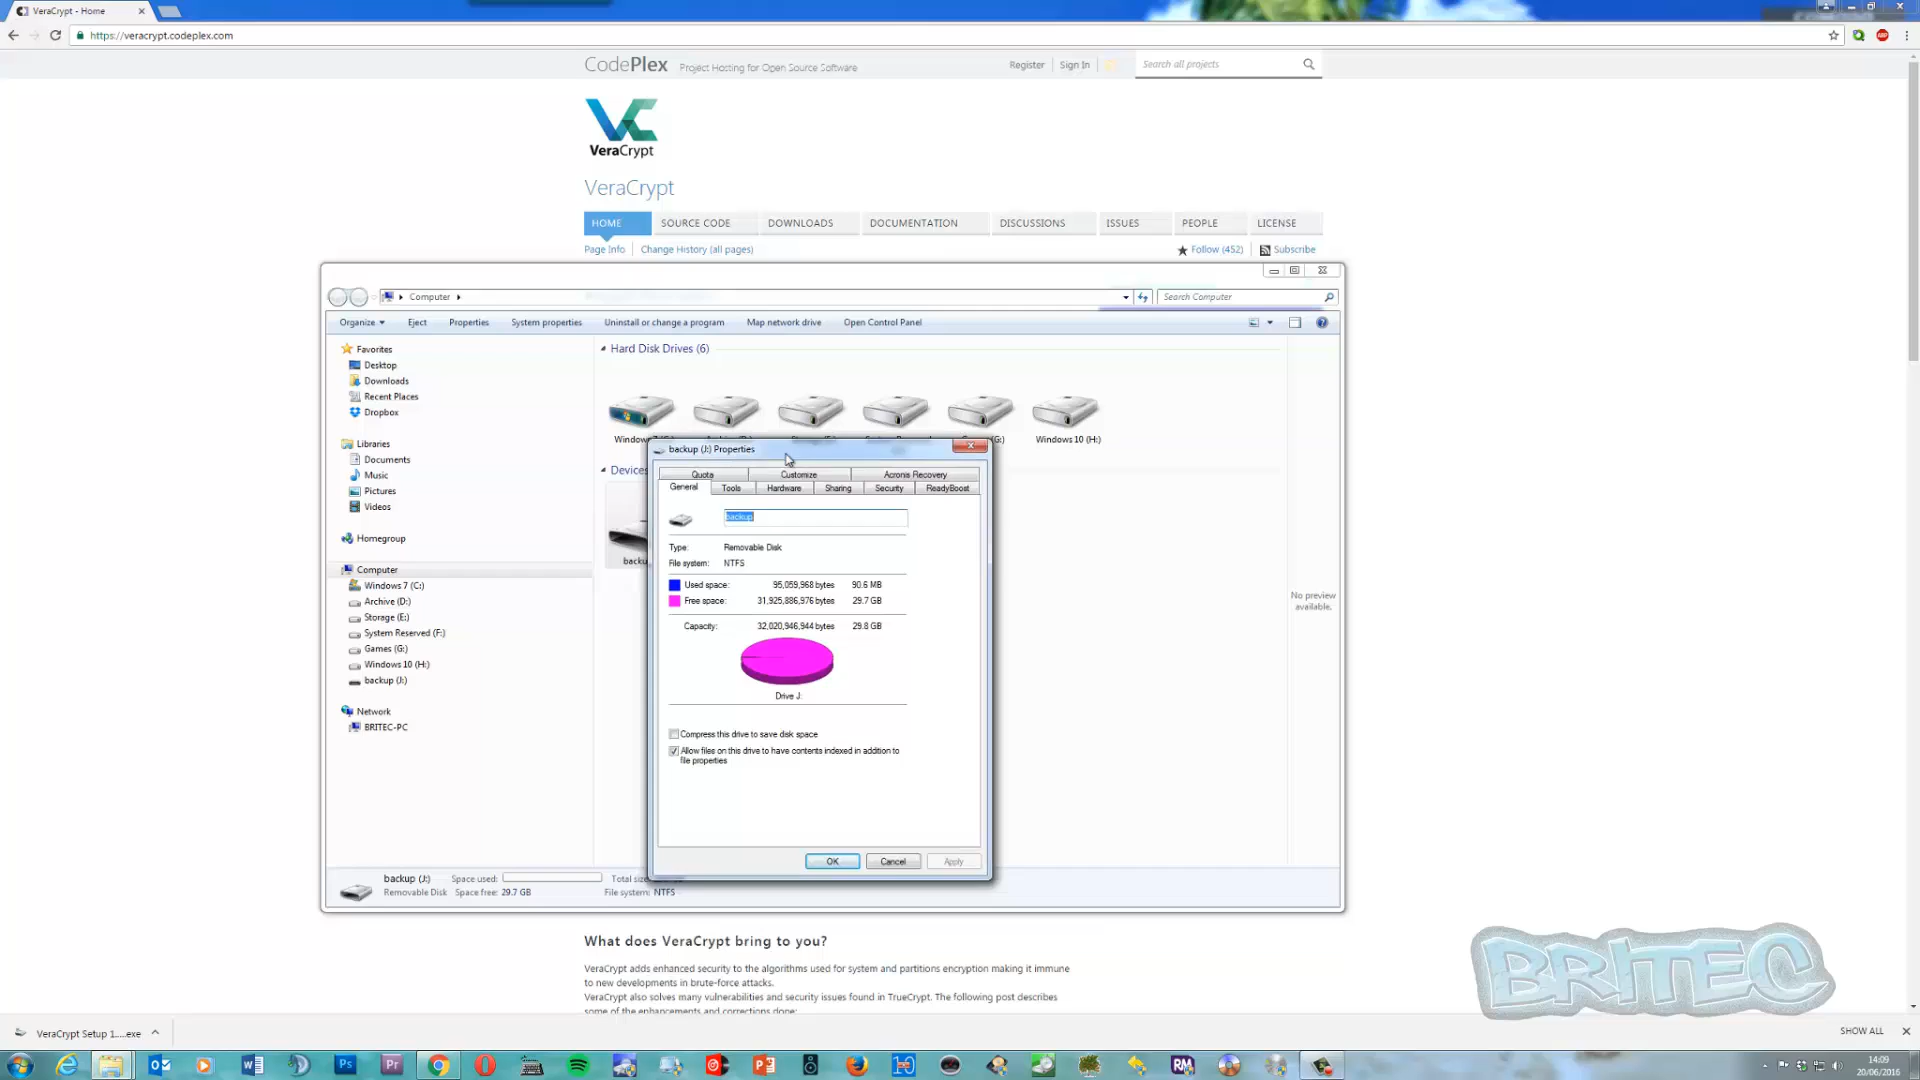 VeraCrypt - Home
https://veracrypt.codeplex.com
CodePlex Project Hosting for Open Source Software
Register Sign In Search all projects
VeraCrypt
VeraCrypt
HOME SOURCE CODE DOWNLOADS DOCUMENTATION DISCUSSIONS ISSUES PEOPLE LICENSE
Page Info Change History (all pages) Follow (452) Subscribe
Computer Search Computer
Organize Eject Properties System properties Uninstall or change a program Map network drive Open Control Panel
Favorites
Desktop
Downloads
Recent Places
Dropbox
Libraries
Documents
Music
Pictures
Videos
Homegroup
Computer
Windows 7 (C:)
Archive (D:)
Storage (E:)
System Reserved (F:)
Games (G:)
Windows 10 (H:)
backup (J:)
Network
BRITEC-PC
Hard Disk Drives (6)
Windows 10 (H:)
Devices
backup (J:) Properties
Quota Customize Acronis Recovery
General Tools Hardware Sharing Security ReadyBoost
backup
Type: Removable Disk
File system: NTFS
Used space: 95,059,968 bytes 90.6 MB
Free space: 31,925,886,976 bytes 29.7 GB
Capacity: 32,020,946,944 bytes 29.8 GB
Drive J:
Compress this drive to save disk space
Allow files on this drive to have contents indexed in addition to
file properties
OK Cancel Apply
No preview
available.
backup (J:) Space used: Total size
Removable Disk Space free: 29.7 GB File system: NTFS
What does VeraCrypt bring to you?
VeraCrypt adds enhanced security to the algorithms used for system and partitions encryption making it immune
to new developments in brute-force attacks.
VeraCrypt also solves many vulnerabilities and security issues found in TrueCrypt. The following post describes
some of the enhancements and corrections done:
BRITEC
VeraCrypt Setup 1....exe
SHOW ALL
14:09
20/06/2016